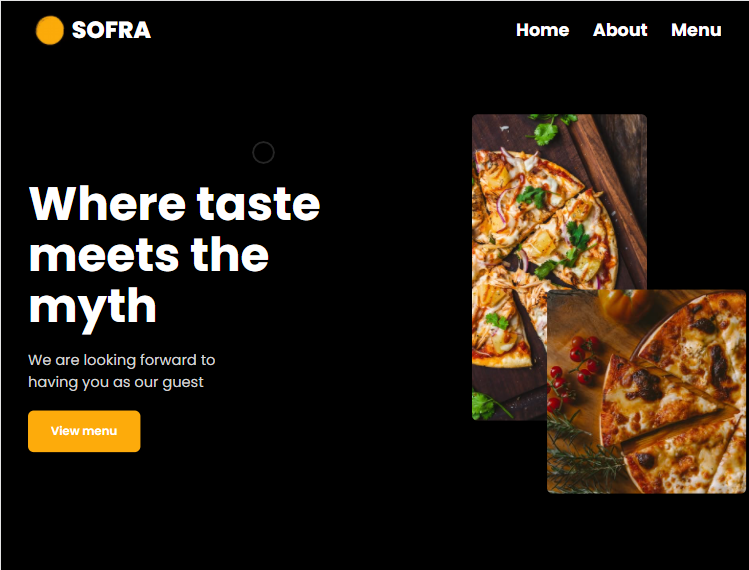 SOFRA
Home About Menu
Where taste
meets the
myth
We are looking forward to
having you as our guest
View menu